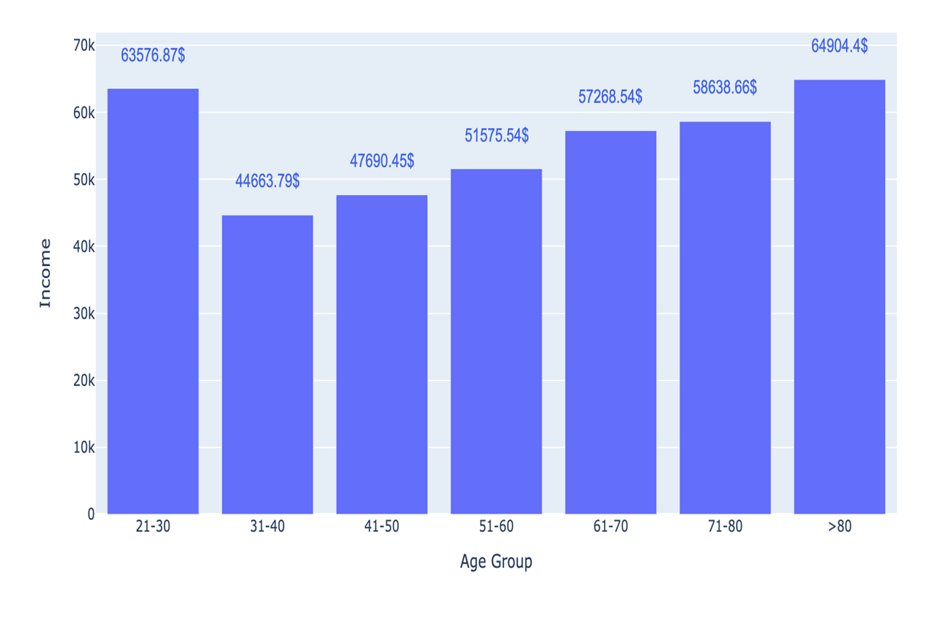 70k
60k
50k
40k
30k
20k
10k
0
Income
63576.87$
44663.79$
47690.45$
51575.54$
57268.54$
58638.66$
64904.4$
21-30 31-40 41-50 51-60 61-70 71-80 >80
Age Group